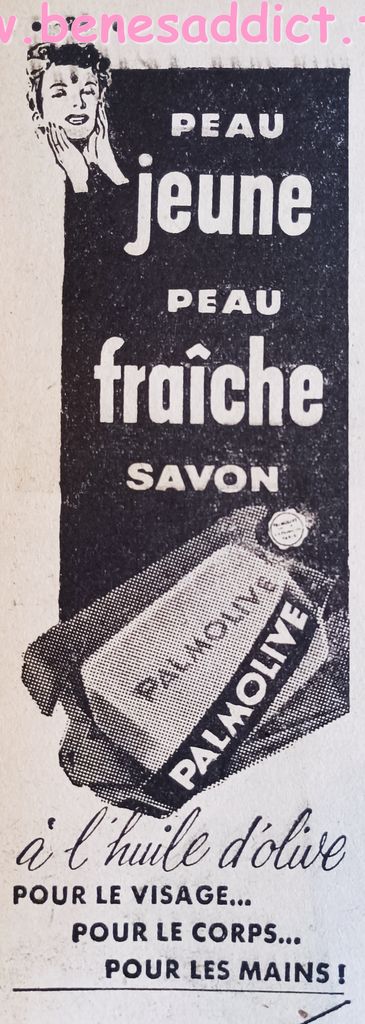 www.benesaddict.
PEAU
jeune
PEAU
fraîche
SAVON
PALMOLIVE
PALMOLIVE
à l'huile d'olive
POUR LE VISAGE...
POUR LE CORPS...
POUR LES MAINS !